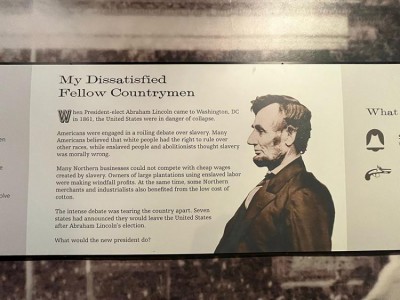 My Dissatisfied
Fellow Countrymen
When President-elect Abraham Lincoln came to Washington, DC
in 1861, the United States were in danger of collapse.
Americans were engaged in a roiling debate over slavery. Many
Americans believed that white people had the right to rule
over other races, while enslaved people and abolitionists thought slavery
was morally wrong.
Many Northern businesses could not compete with cheap wages
created by slavery. Owners of large plantations using enslaved labor
were making windfall profits. At the same time, some Northern
merchants and industrialists also benefited from the low cost of
cotton.
The intense debate was tearing the country apart. Seven
states had announced they would leave the United States
after Abraham Lincoln's election.
What would the new president do?
What